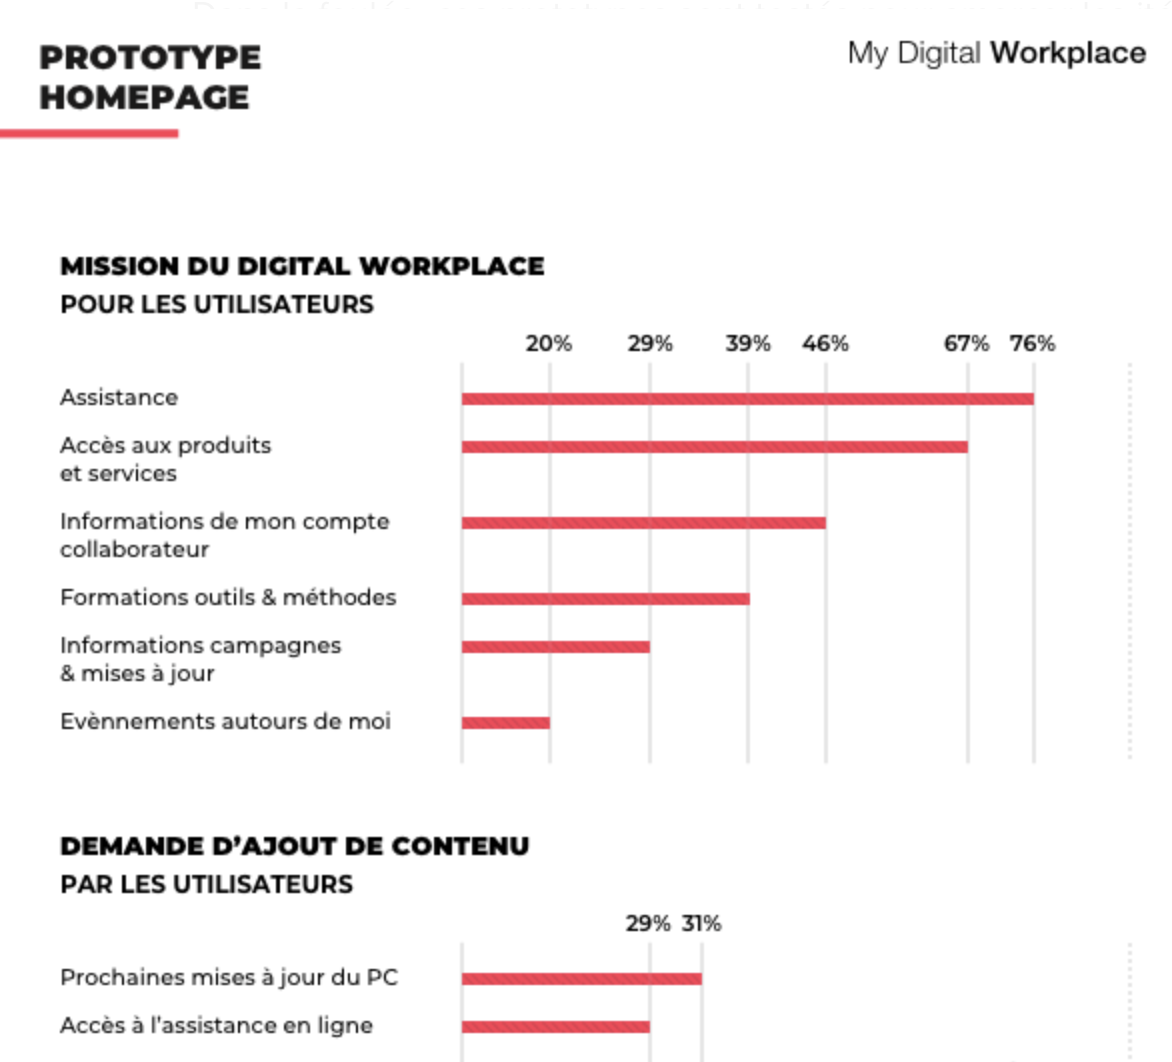 PROTOTYPE
HOMEPAGE
My Digital Workplace
MISSION DU DIGITAL WORKPLACE
POUR LES UTILISATEURS
20% 29% 39% 46% 67% 76%
Assistance
Accès aux produits
et services
Informations de mon compte
collaborateur
Formations outils & méthodes
Informations campagnes
& mises à jour
Evènnements autours de moi
DEMANDE D’AJOUT DE CONTENU
PAR LES UTILISATEURS
29% 31%
Prochaines mises à jour du PC
Accès à l’assistance en ligne